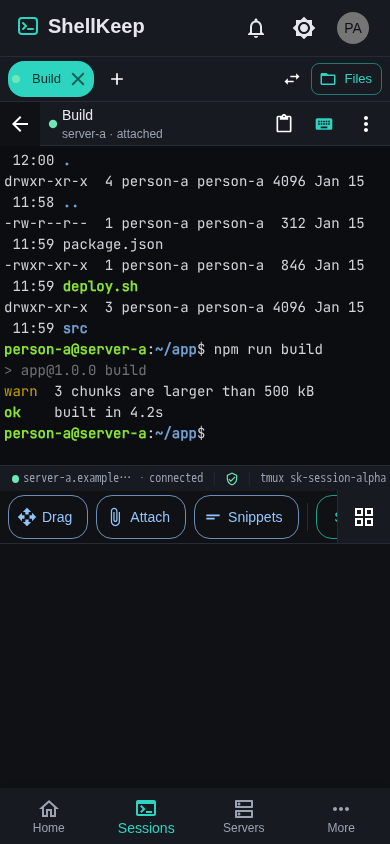 ShellKeep
PA
Build
Files
Build
server-a · attached
12:00 .
drwxr-xr-x  4 person-a person-a 4096 Jan 15
11:58 ..
-rw-r--r--  1 person-a person-a  312 Jan 15
11:59 package.json
-rwxr-xr-x  1 person-a person-a  846 Jan 15
11:59 deploy.sh
drwxr-xr-x  3 person-a person-a 4096 Jan 15
11:59 src
person-a@server-a:~/app$ npm run build
> app@1.0.0 build
warn  3 chunks are larger than 500 kB
ok    built in 4.2s
person-a@server-a:~/app$
server-a.example… · connected tmux sk-session-alpha
Drag Attach Snippets
Home Sessions Servers More